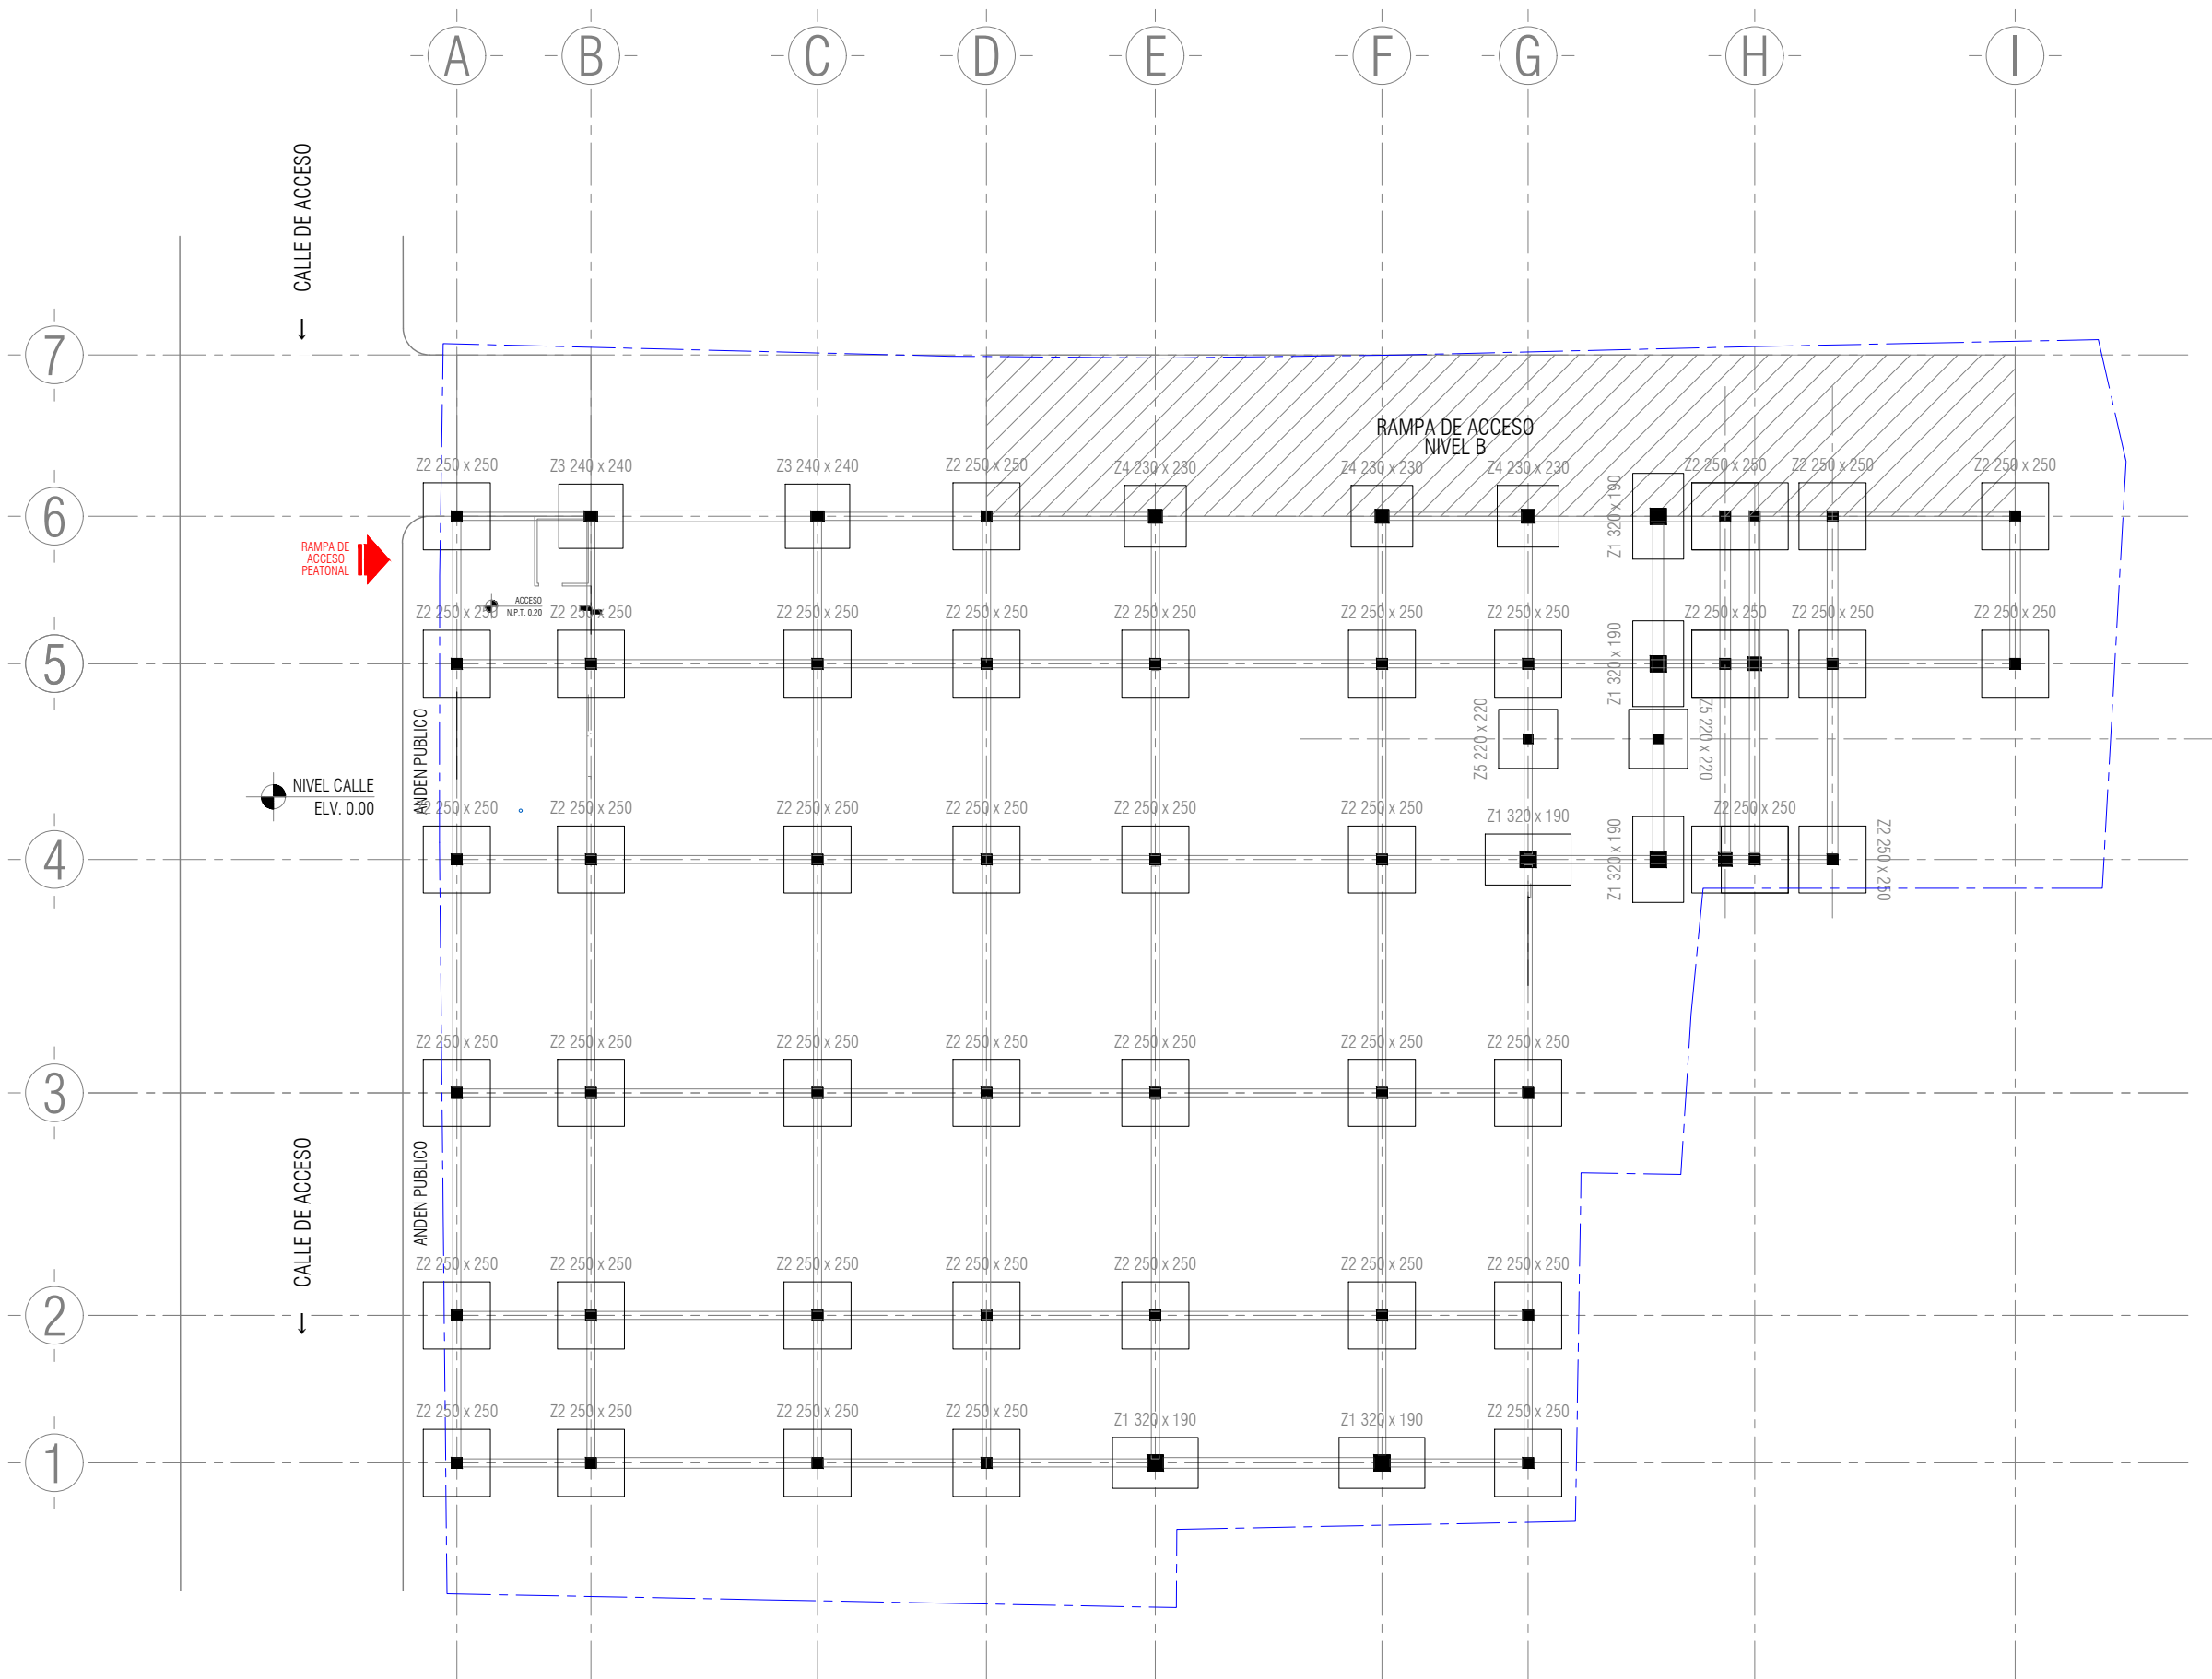 A B C D E F G H I
CALLE DE ACCESO
7
RAMPA DE ACCESO
NIVEL B
Z2 250 x 250 Z3 240 x 240 Z3 240 x 240 Z2 250 x 250 Z4 230 x 230 Z4 230 x 230 Z4 230 x 230 Z1 320 x 190 Z2 250 x 250 Z2 250 x 250 Z2 250 x 250
6
RAMPA DE
ACCESO
PEATONAL
ACCESO
N.P.T. 0.20
Z2 250 x 250 Z2 250 x 250 Z2 250 x 250 Z2 250 x 250 Z2 250 x 250 Z2 250 x 250 Z2 250 x 250 Z1 320 x 190 Z2 250 x 250 Z2 250 x 250 Z2 250 x 250
5
ANDEN PUBLICO
Z5 220 x 220 Z5 220 x 220
NIVEL CALLE
ELV. 0.00
Z2 250 x 250 Z2 250 x 250 Z2 250 x 250 Z2 250 x 250 Z2 250 x 250 Z2 250 x 250 Z1 320 x 190 Z1 320 x 190 Z2 250 x 250 Z2 250 x 250
4
Z2 250 x 250 Z2 250 x 250 Z2 250 x 250 Z2 250 x 250 Z2 250 x 250 Z2 250 x 250 Z2 250 x 250
3
CALLE DE ACCESO
ANDEN PUBLICO
Z2 250 x 250 Z2 250 x 250 Z2 250 x 250 Z2 250 x 250 Z2 250 x 250 Z2 250 x 250 Z2 250 x 250
2
Z2 250 x 250 Z2 250 x 250 Z2 250 x 250 Z2 250 x 250 Z1 320 x 190 Z1 320 x 190 Z2 250 x 250
1